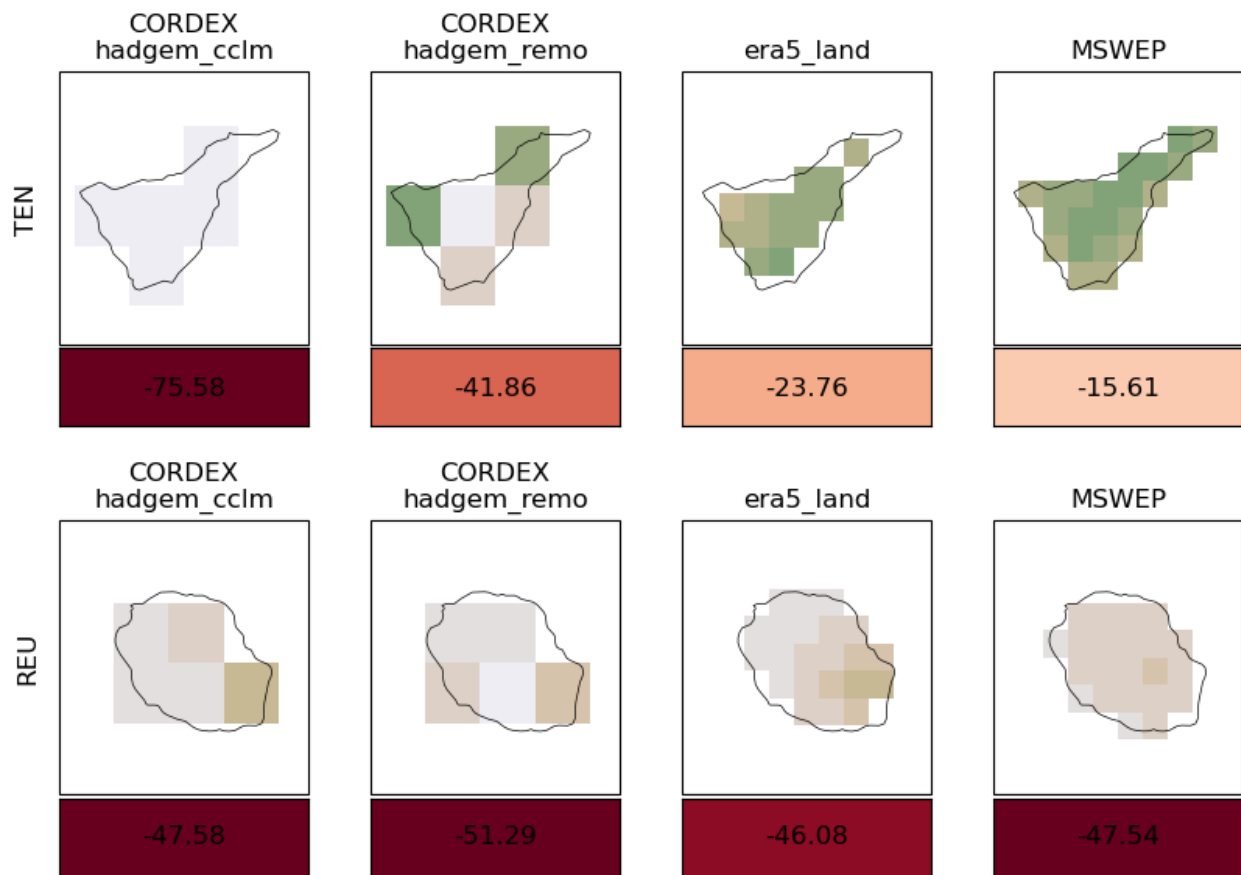 CORDEX
hadgem_cclm
CORDEX
hadgem_remo
era5_land
MSWEP
TEN
-75.58
-41.86
-23.76
-15.61
CORDEX
hadgem_cclm
CORDEX
hadgem_remo
era5_land
MSWEP
REU
-47.58
-51.29
-46.08
-47.54